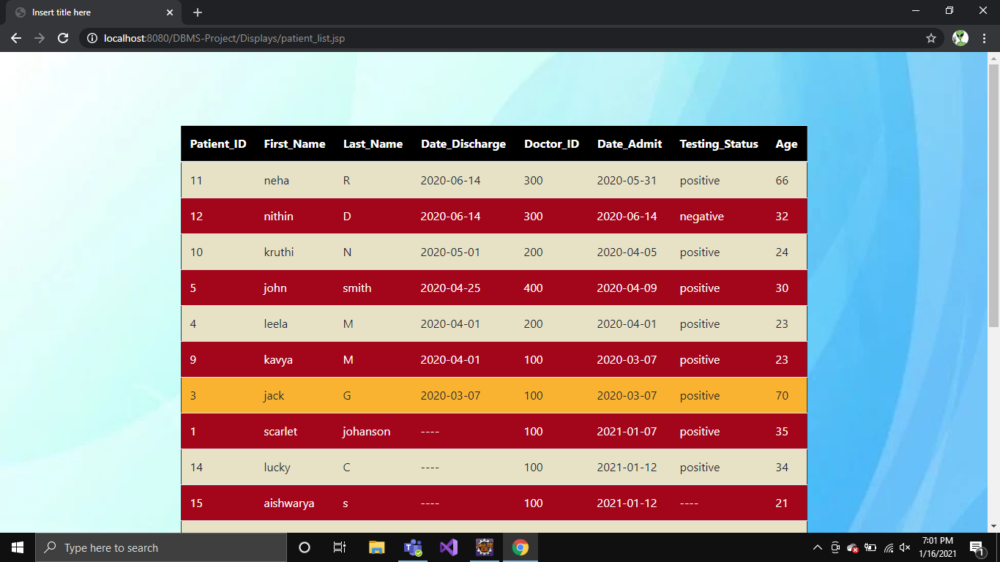 Insert title here
localhost:8080/DBMS-Project/Displays/patient_list.jsp
Patient_ID First_Name Last_Name Date_Discharge Doctor_ID Date_Admit Testing_Status Age
11 neha R 2020-06-14 300 2020-05-31 positive 66
12 nithin D 2020-06-14 300 2020-06-14 negative 32
10 kruthi N 2020-05-01 200 2020-04-05 positive 24
5 john smith 2020-04-25 400 2020-04-09 positive 30
4 leela M 2020-04-01 200 2020-04-01 positive 23
9 kavya M 2020-04-01 100 2020-03-07 positive 23
3 jack G 2020-03-07 100 2020-03-07 positive 70
1 scarlet johanson ---- 100 2021-01-07 positive 35
14 lucky C ---- 100 2021-01-12 positive 34
15 aishwarya s ---- 100 2021-01-12 ---- 21
Type here to search
7:01 PM
1/16/2021
1